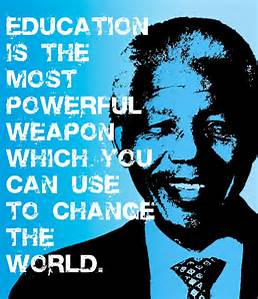 EDUCATION
IS THE
MOST
POWERFUL
WEAPON
WHICH YOU
CAN USE
TO CHANGE
THE
WORLD.